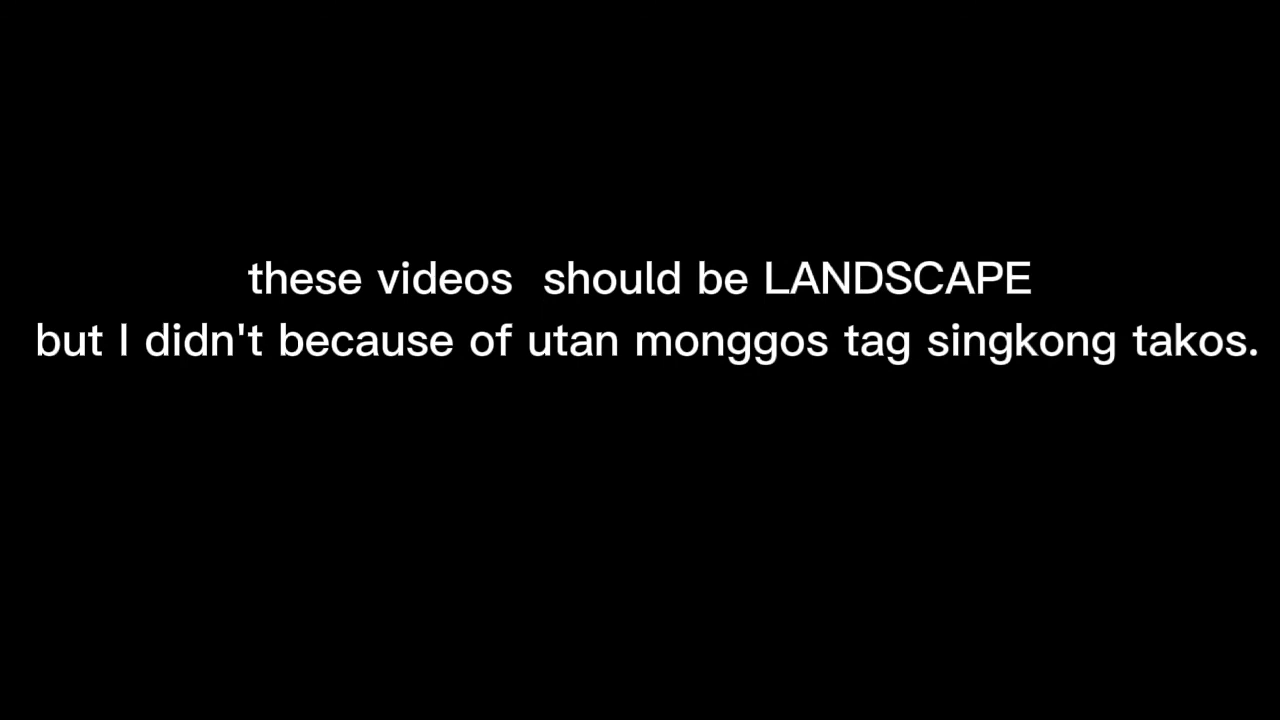 these videos  should be LANDSCAPE
but I didn't because of utan monggos tag singkong takos.